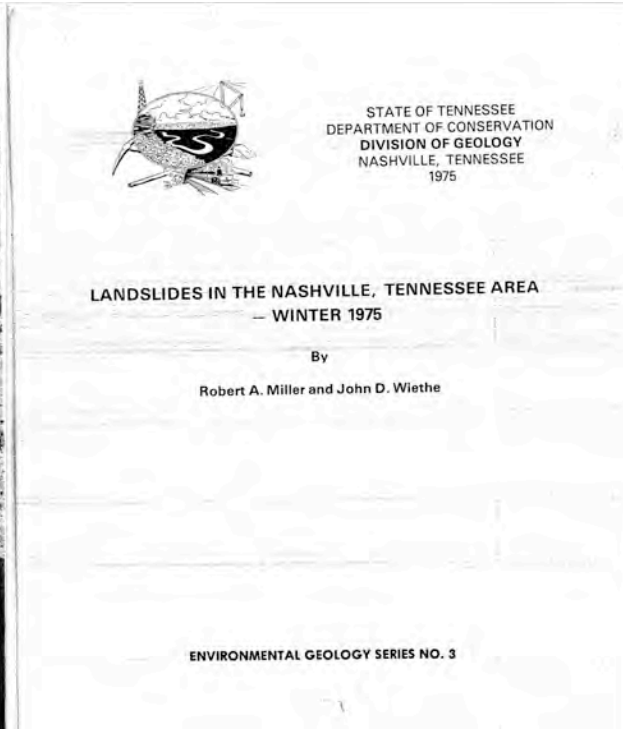 STATE OF TENNESSEE
DEPARTMENT OF CONSERVATION
DIVISION OF GEOLOGY
NASHVILLE, TENNESSEE
1975
LANDSLIDES IN THE NASHVILLE, TENNESSEE AREA
— WINTER 1975
By
Robert A. Miller and John D. Wiethe
ENVIRONMENTAL GEOLOGY SERIES NO. 3